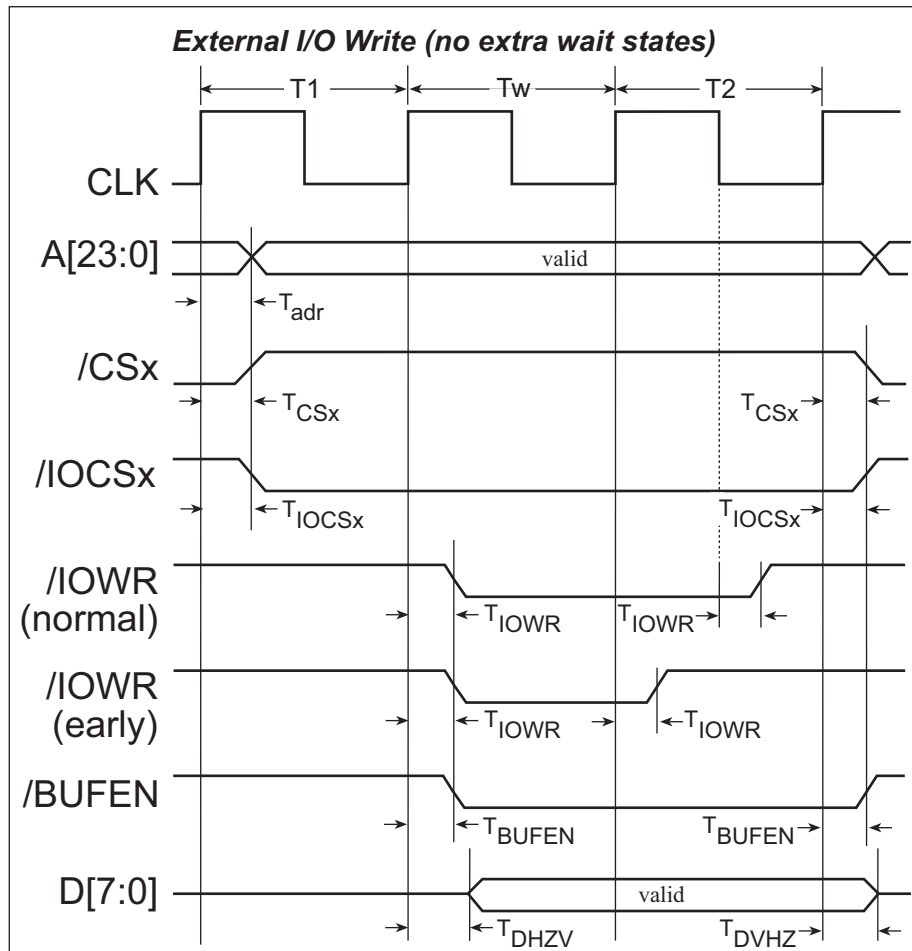 External I/O Write (no extra wait states)
T1 Tw T2
CLK
A[23:0] valid
Tadr
/CSx
TCSx TCSx
/IOCSx
TIOCSx TIOCSx
/IOWR
(normal) TIOWR TIOWR
/IOWR
(early) TIOWR TIOWR
/BUFEN
TBUFEN TBUFEN
D[7:0] valid
TDHZV TDVHZ